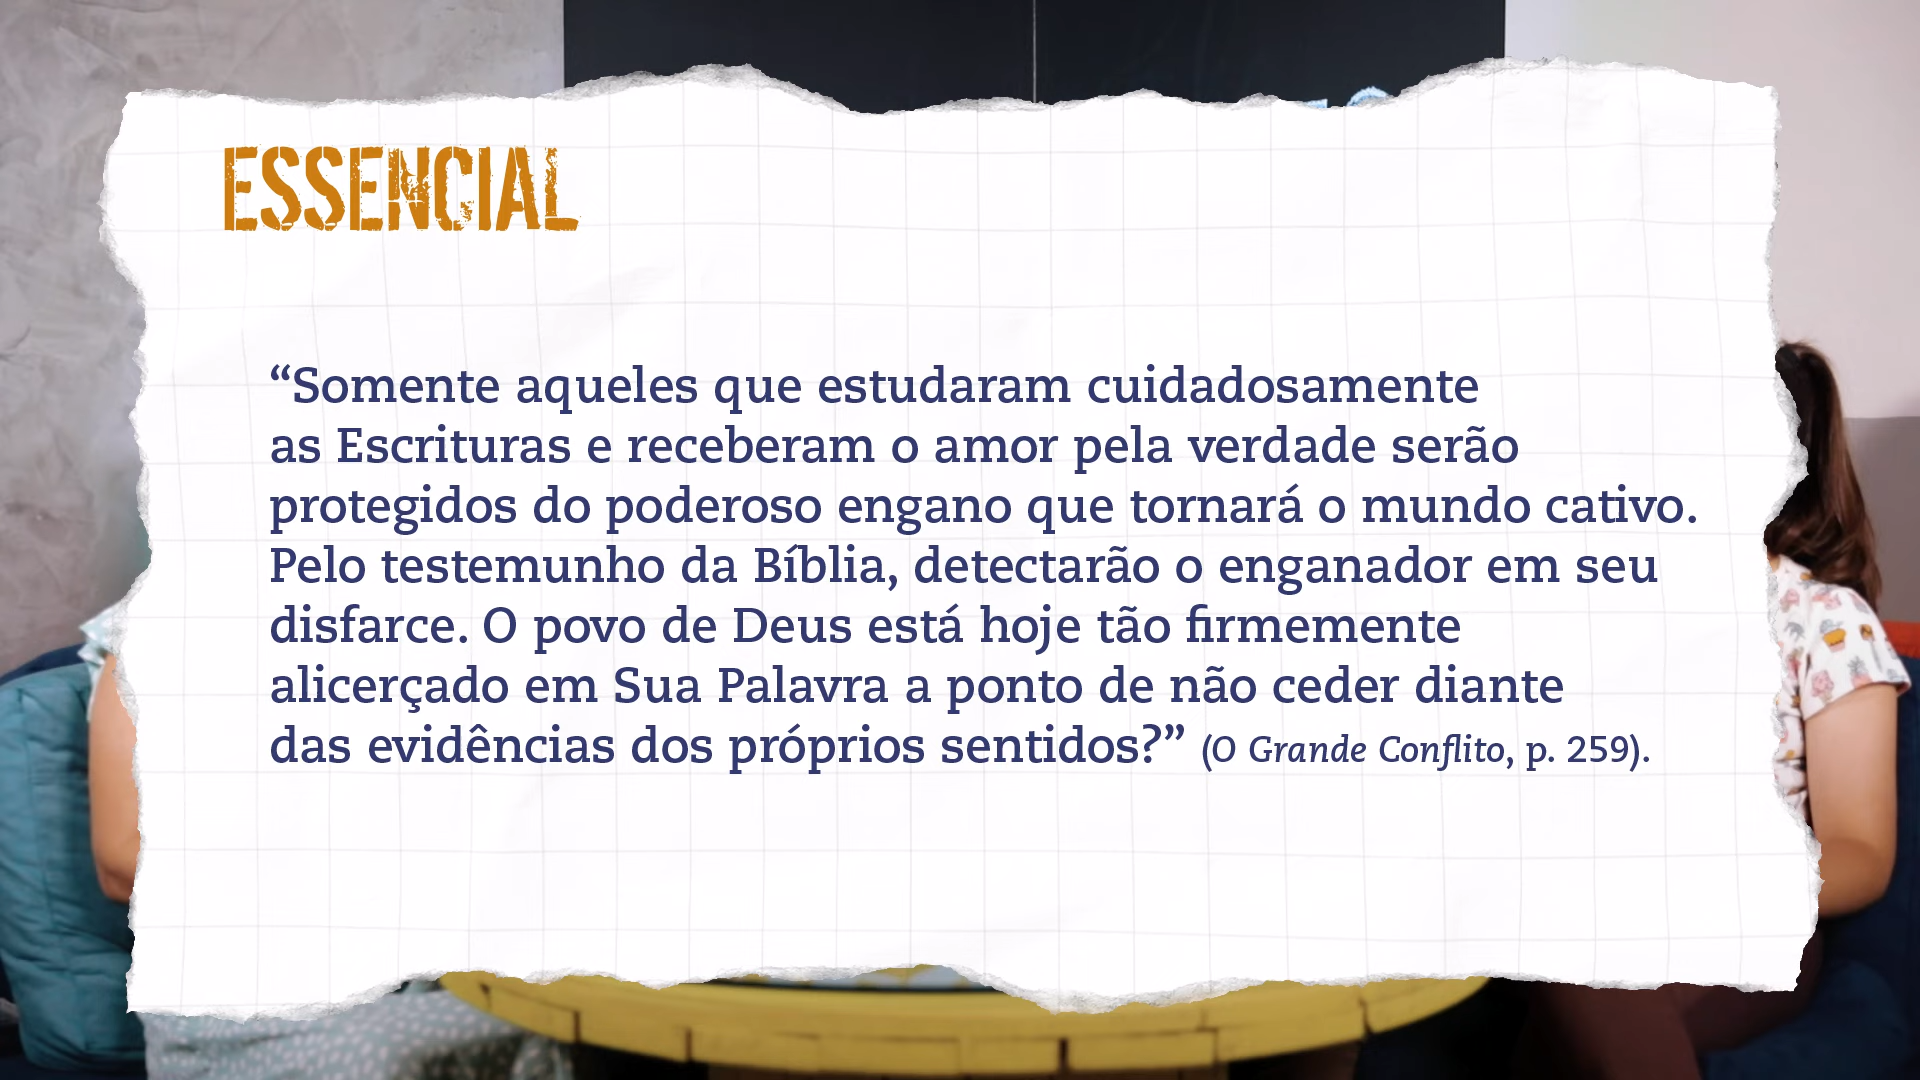 ESSENCIAL
“Somente aqueles que estudaram cuidadosamente
as Escrituras e receberam o amor pela verdade serão
protegidos do poderoso engano que tornará o mundo cativo.
Pelo testemunho da Bíblia, detectarão o enganador em seu
disfarce. O povo de Deus está hoje tão firmemente
alicerçado em Sua Palavra a ponto de não ceder diante
das evidências dos próprios sentidos?” (O Grande Conflito, p. 259).